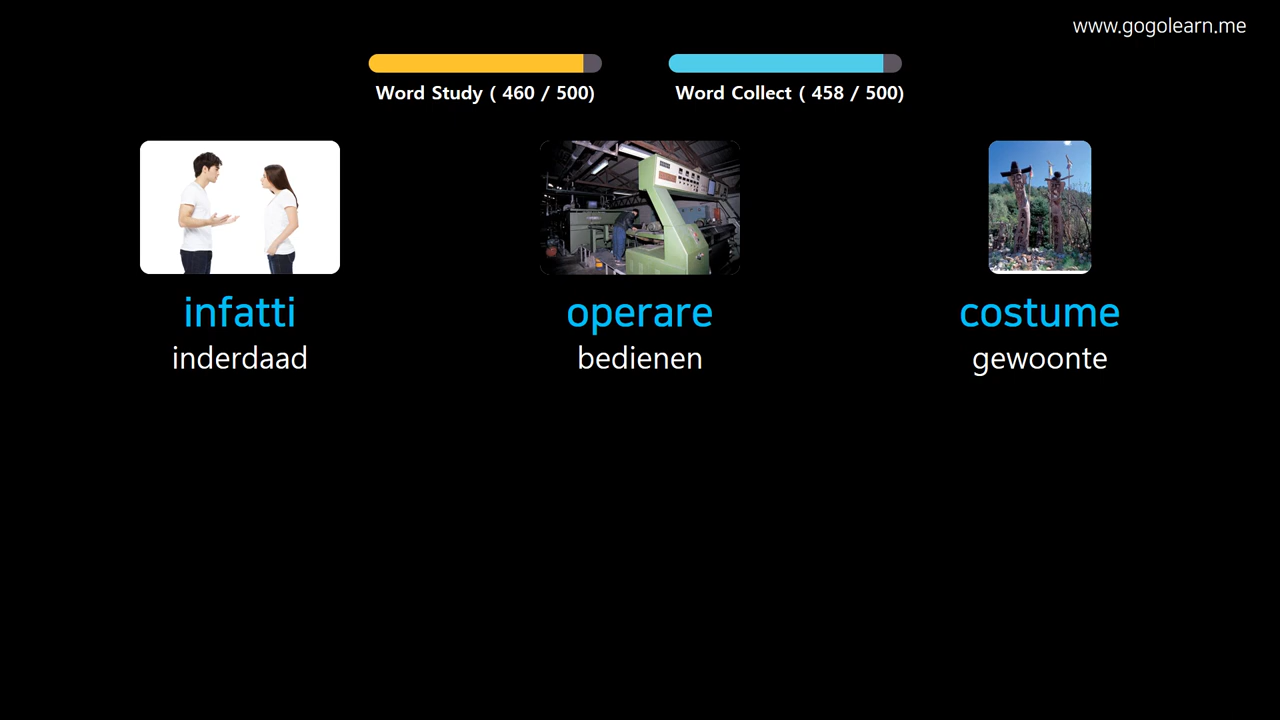 www.gogolearn.me
Word Study ( 460 / 500)
Word Collect ( 458 / 500)
infatti
inderdaad
operare
bedienen
costume
gewoonte